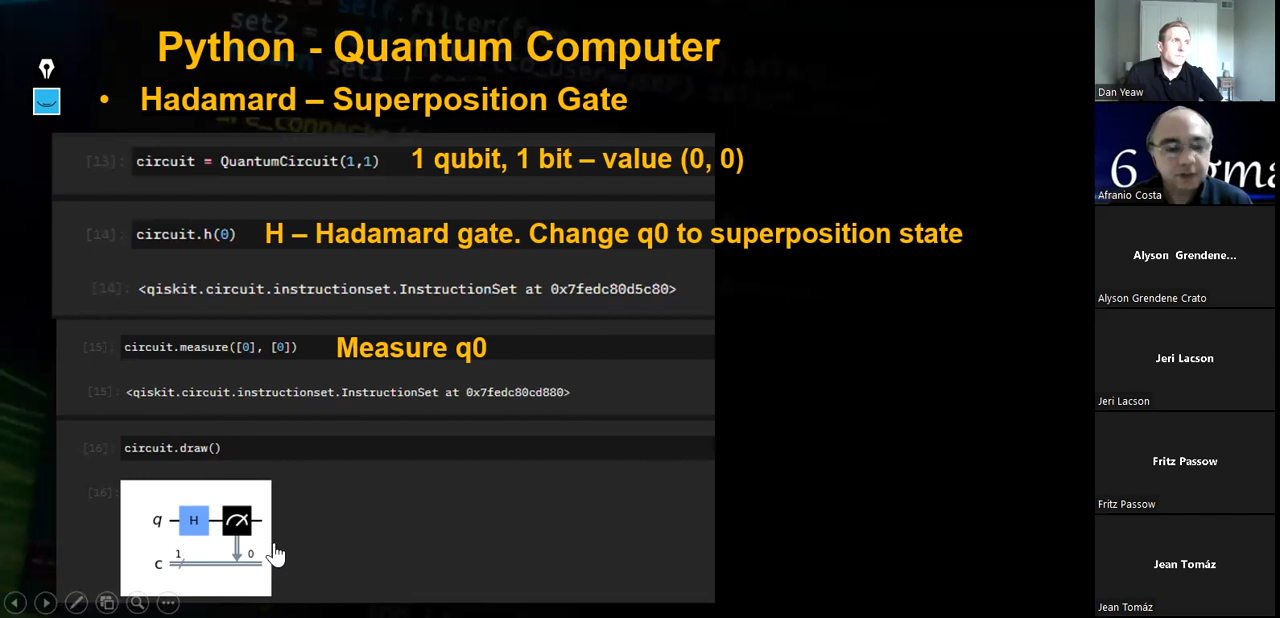 Python - Quantum Computer
• Hadamard – Superposition Gate
[13]: circuit = QuantumCircuit(1,1) 1 qubit, 1 bit – value (0, 0)
[14]: circuit.h(0) H – Hadamard gate. Change q0 to superposition state
[14]: <qiskit.circuit.instructionset.InstructionSet at 0x7fedc80d5c80>
[15]: circuit.measure([0], [0]) Measure q0
[15]: <qiskit.circuit.instructionset.InstructionSet at 0x7fedc80cd880>
[16]: circuit.draw()
[16]:
q H
1 0
c
Dan Yeaw
6
Afranio Costa
Alyson Grendene...
Alyson Grendene Crato
Jeri Lacson
Jeri Lacson
Fritz Passow
Fritz Passow
Jean Tomáz
Jean Tomáz